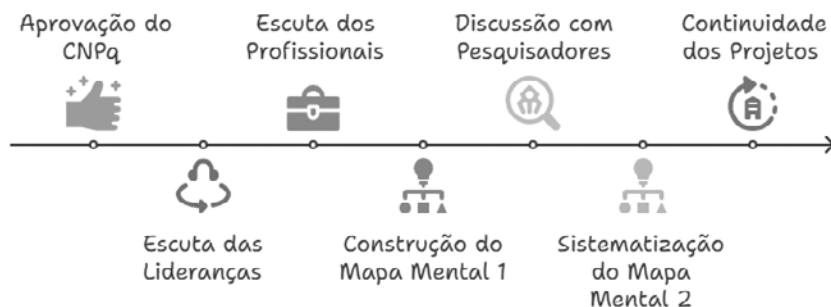 Aprovação do
CNPq
Escuta dos
Profissionais
Discussão com
Pesquisadores
Continuidade
dos Projetos
Escuta das
Lideranças
Construção do
Mapa Mental 1
Sistematização
do Mapa
Mental 2